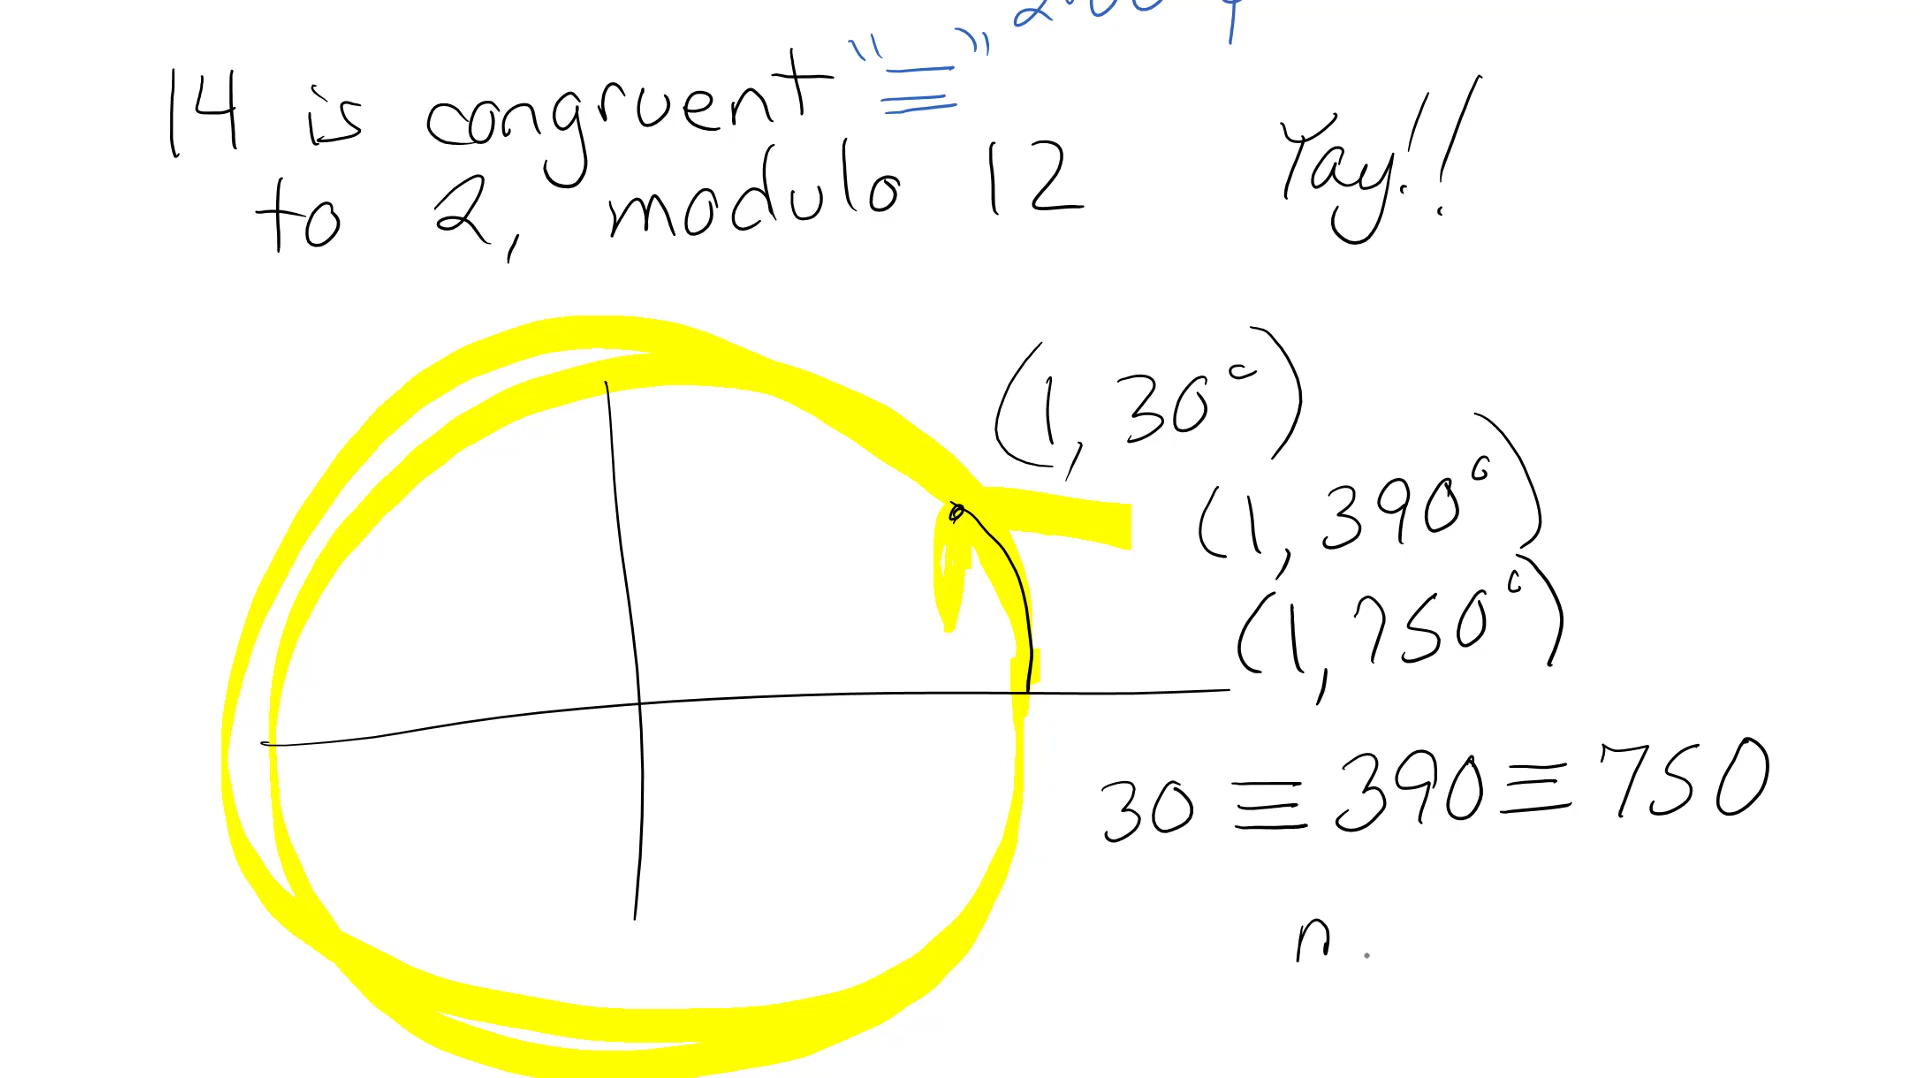 14 is congruent "≡"
to 2, modulo 12
Yay!!
(1, 30°)
(1, 390°)
(1, 750°)
30 ≡ 390 ≡ 750